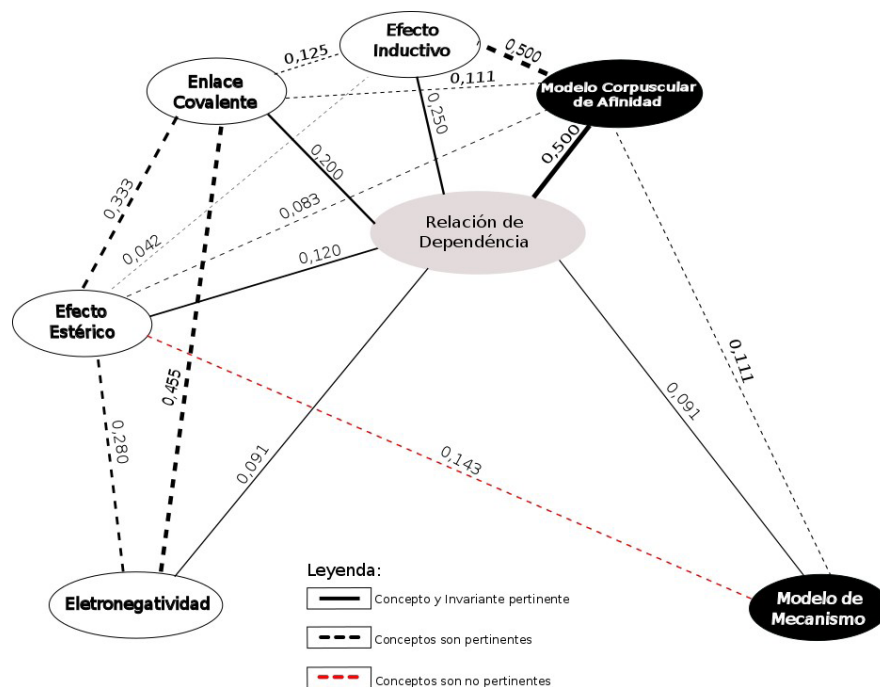 Efecto
Inductivo
0,125
0,500
Enlace
Covalente
0,111
Modelo Corpuscular
de Afinidad
0,250
0,500
0,200
0,333
0,083
Relación de
Dependéncia
0,042
0,120
Efecto
Estérico
0,455
0,111
0,280
0,091
0,091
0,143
Eletronegatividad
Modelo de
Mecanismo
Leyenda:
Concepto y Invariante pertinente
Conceptos son pertinentes
Conceptos son no pertinentes